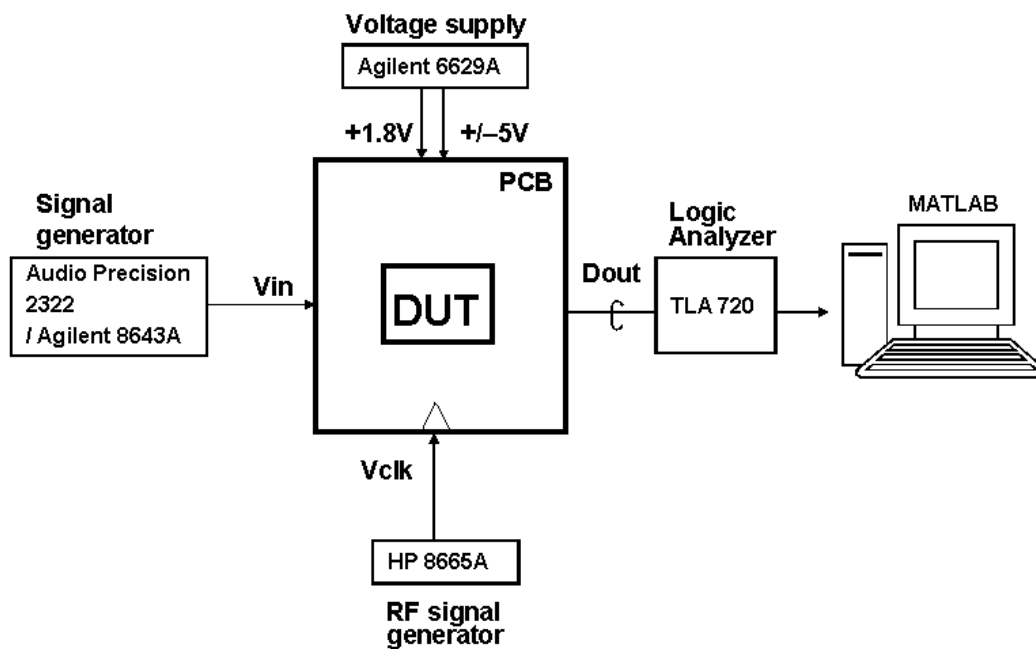 Voltage supply
Agilent 6629A
+1.8V
+/–5V
PCB
Signal
generator
Audio Precision
2322
/ Agilent 8643A
Vin
DUT
Dout
Logic
Analyzer
TLA 720
MATLAB
Vclk
HP 8665A
RF signal
generator